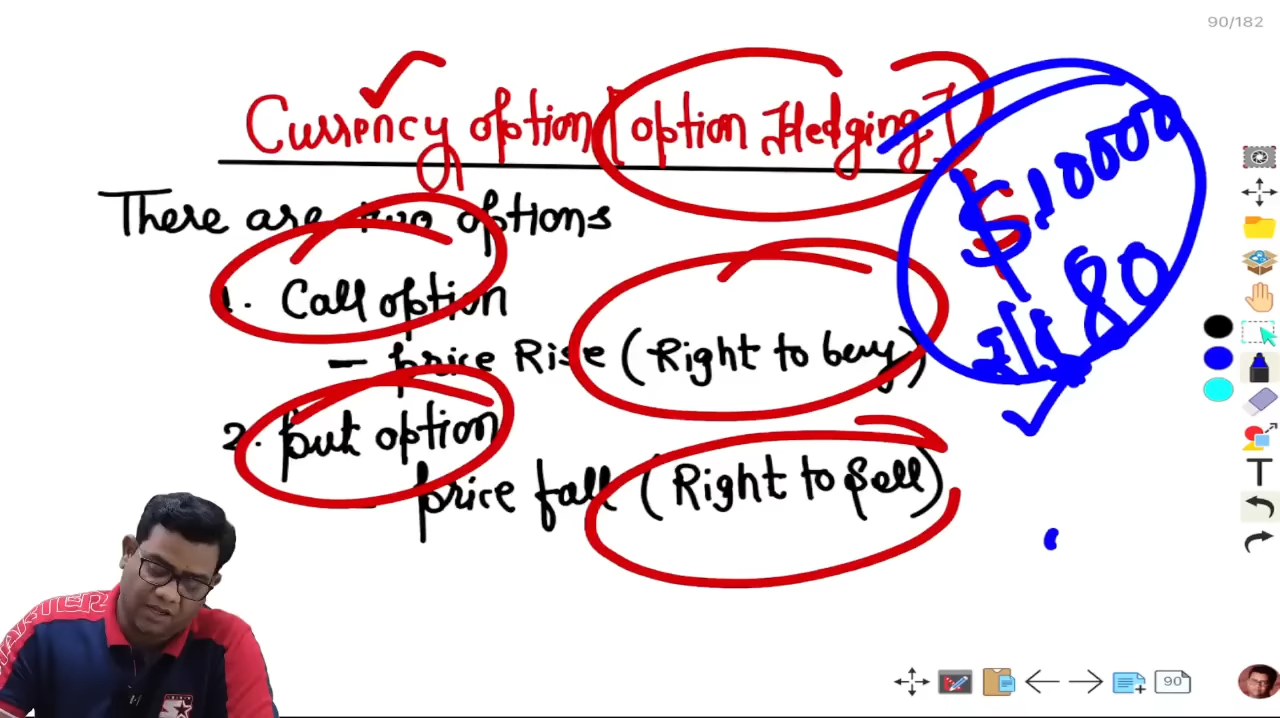 90/182
Currency option [option Hedging]
There are two options
1. Call option
– price Rise (Right to buy)
2. put option
– price fall (Right to sell)
$10000
₹/$ 80
90
T